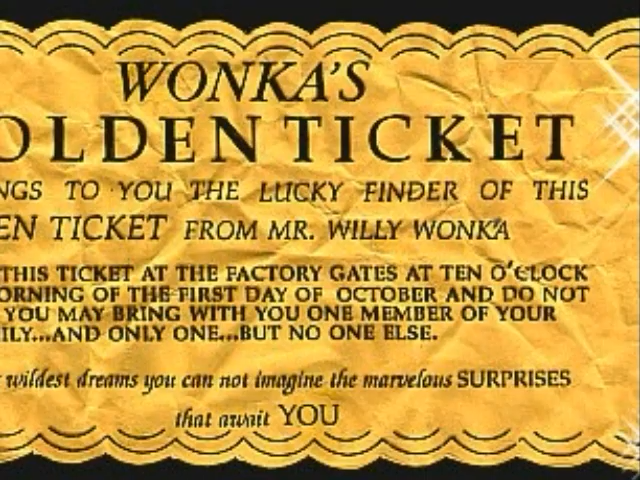 WONKA'S
OLDEN TICKET
NGS TO YOU THE LUCKY FINDER OF THIS
EN TICKET FROM MR. WILLY WONKA
THIS TICKET AT THE FACTORY GATES AT TEN O'CLOCK
ORNING OF THE FIRST DAY OF OCTOBER AND DO NOT
YOU MAY BRING WITH YOU ONE MEMBER OF YOUR
ILY...AND ONLY ONE...BUT NO ONE ELSE.
wildest dreams you can not imagine the marvelous SURPRISES
that await YOU